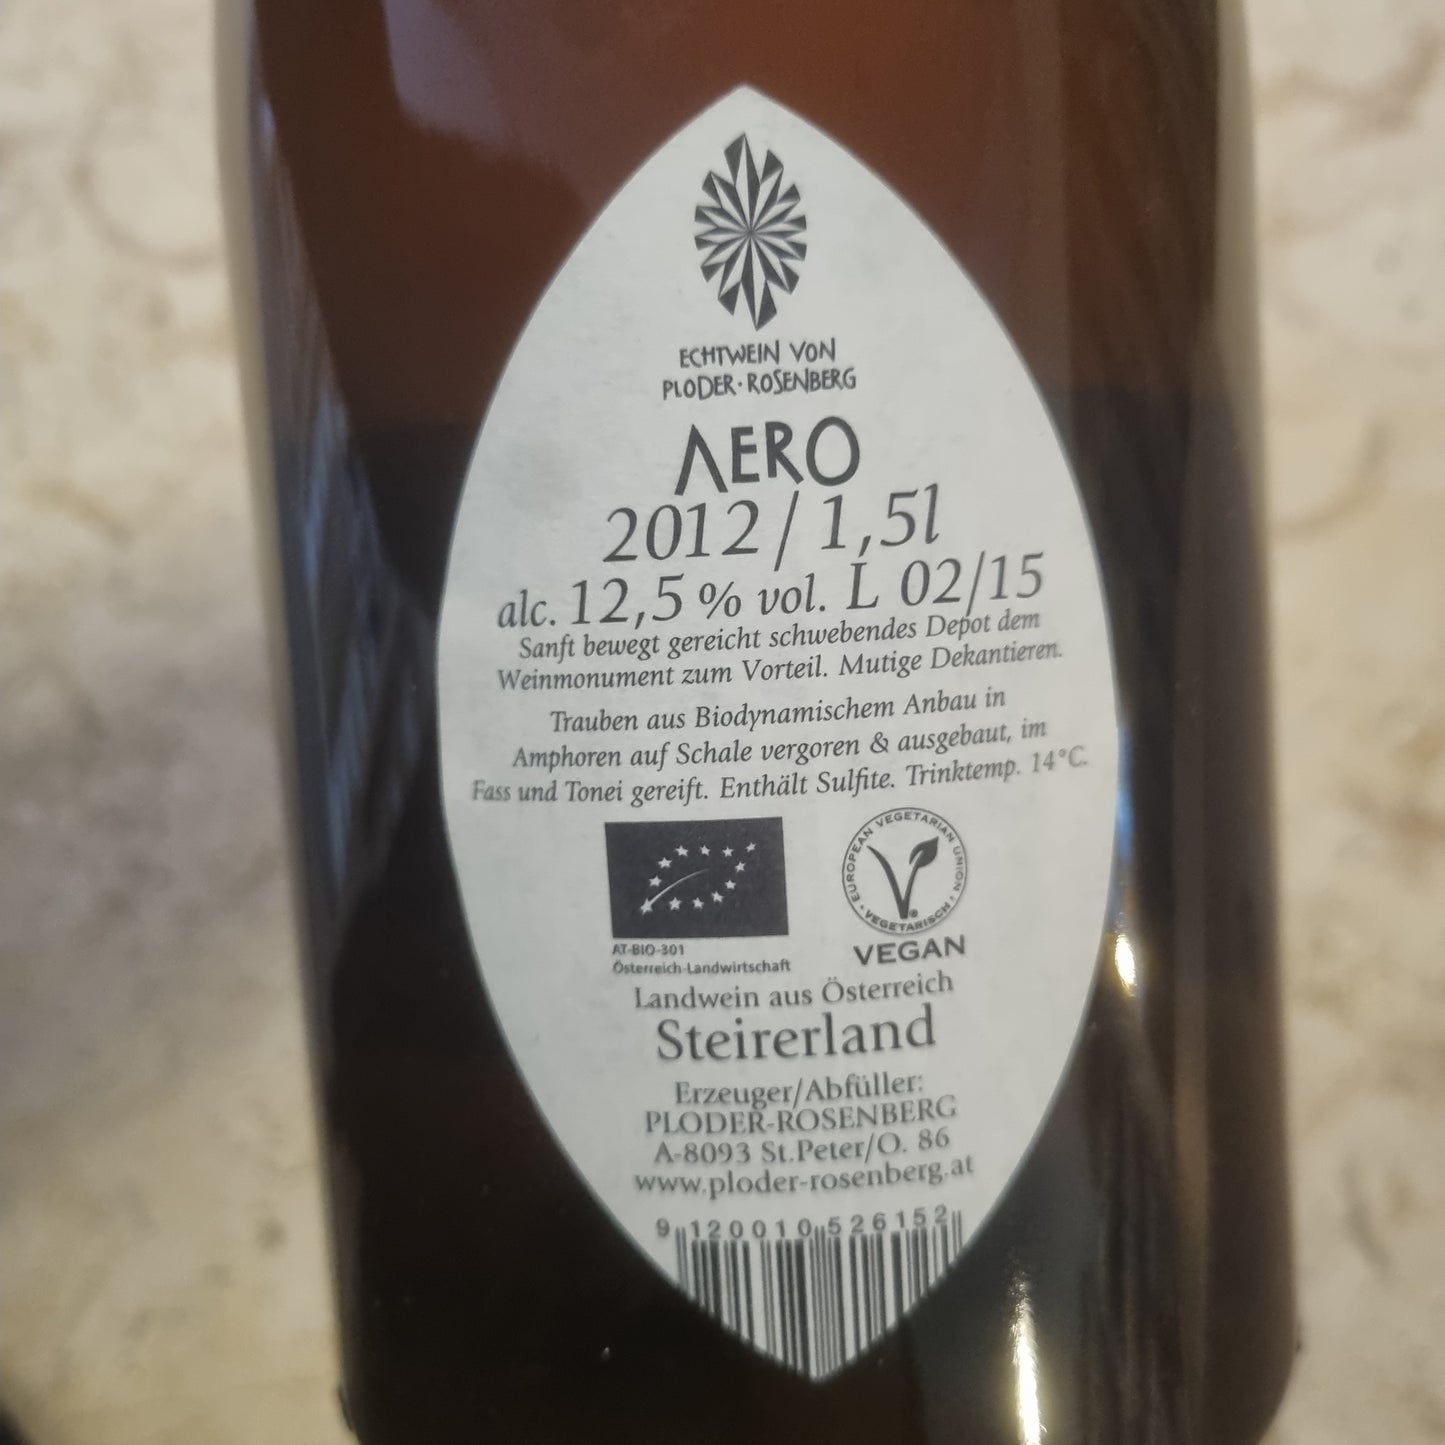 ECHTWEIN VON
PLODER·ROSENBERG
AERO
2012 / 1,5l
alc. 12,5 % vol. L 02/15
Sanft bewegt gereicht schwebendes Depot dem
Weinmonument zum Vorteil. Mutige Dekantieren.
Trauben aus Biodynamischem Anbau in
Amphoren auf Schale vergoren & ausgebaut, im
Fass und Tonei gereift. Enthält Sulfite. Trinktemp. 14°C.
EUROPEAN VEGETARIAN UNION
VEGETARISCH
VEGAN
AT-BIO-301
Österreich-Landwirtschaft
Landwein aus Österreich
Steirerland
Erzeuger/Abfüller:
PLODER-ROSENBERG
A-8093 St.Peter/O. 86
www.ploder-rosenberg.at
9 120010 526152